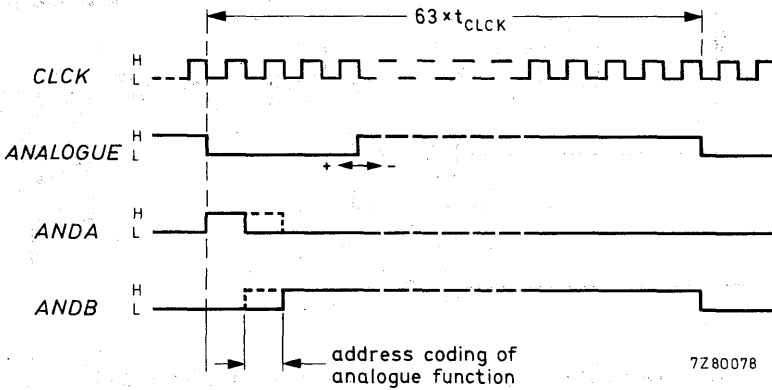 63 × tCLCK
CLCK H
L
ANALOGUE H
L
+ -
ANDA H
L
ANDB H
L
address coding of
analogue function
7Z80078